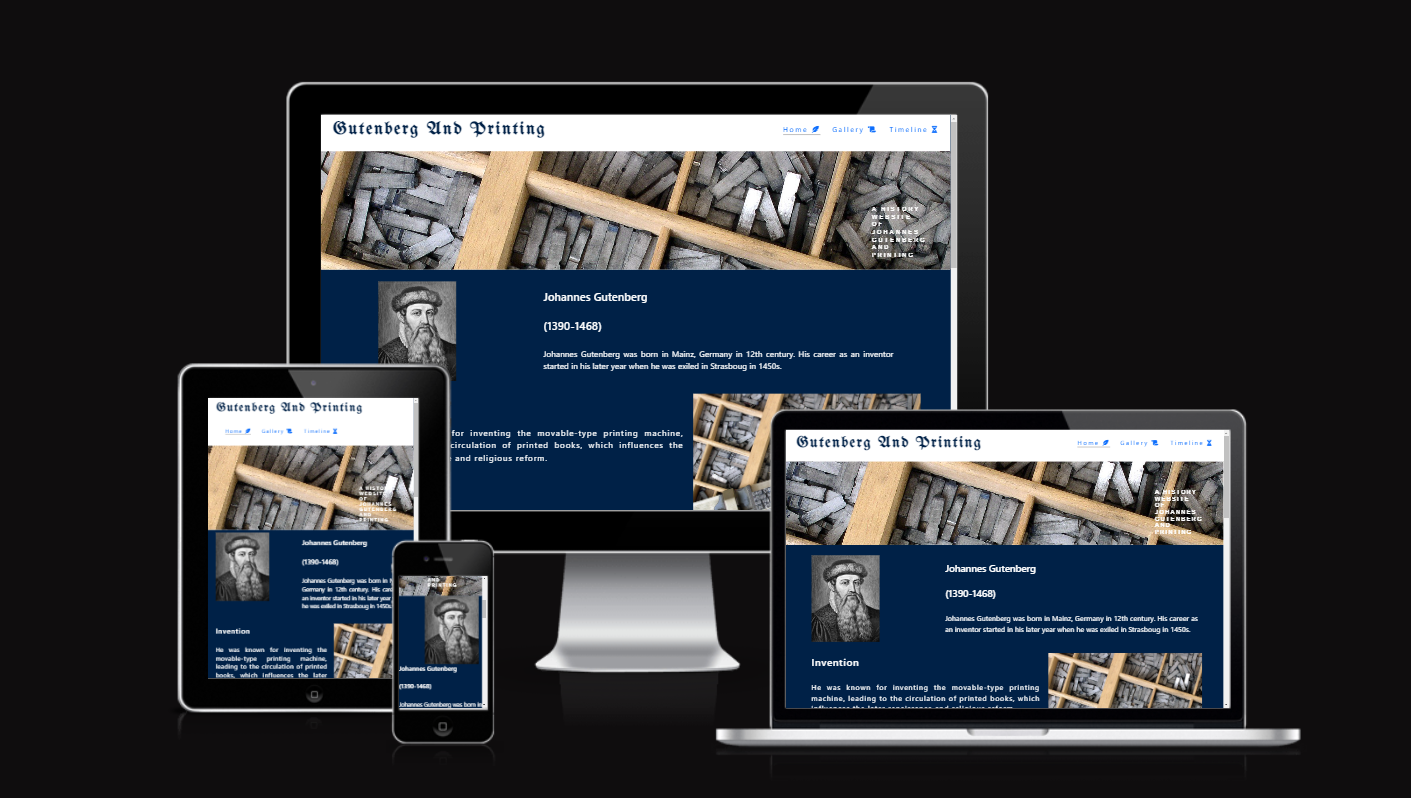 Gutenberg And Printing
Home Gallery Timeline
A HISTORY
WEBSITE
OF
JOHANNES
GUTENBERG
AND
PRINTING
Johannes Gutenberg
(1390-1468)
Johannes Gutenberg was born in Mainz, Germany in 12th century. His career as an inventor
started in his later year when he was exiled in Strasboug in 1450s.
for inventing the movable-type printing machine,
circulation of printed books, which influences the
and religious reform.
Gutenberg And Printing
Home Gallery Timeline
A HISTORY
WEBSITE
OF
JOHANNES
GUTENBERG
AND
PRINTING
Johannes Gutenberg
(1390-1468)
Johannes Gutenberg was born in
Germany in 12th century. His
an inventor started in his later year
he was exiled in Strasboug in 1450s
Invention
He was known for inventing the
movable-type printing machine,
leading to the circulation of printed
books, which influences the later
AND
PRINTING
Johannes Gutenberg
(1390-1468)
Johannes Gutenberg was born in
Gutenberg And Printing
Home Gallery Timeline
A HISTORY
WEBSITE
OF
JOHANNES
GUTENBERG
AND
PRINTING
Johannes Gutenberg
(1390-1468)
Johannes Gutenberg was born in Mainz, Germany in 12th century. His career as
an inventor started in his later year when he was exiled in Strasboug in 1450s.
Invention
He was known for inventing the movable-type printing
machine, leading to the circulation of printed books, which
influences the later renaissance and religious reform.